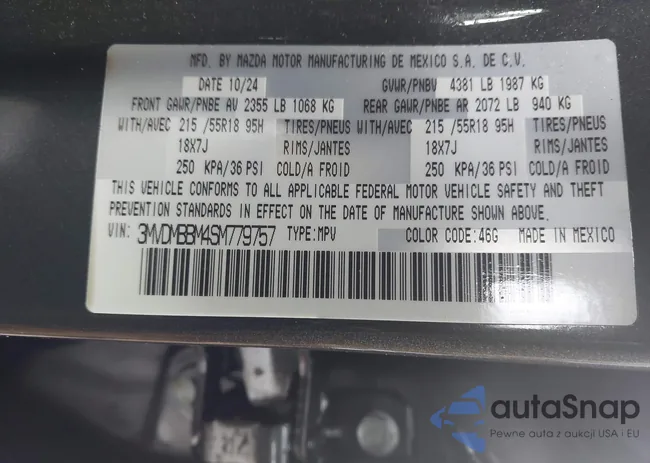 MFD. BY MAZDA MOTOR MANUFACTURING DE MEXICO S.A. DE C.V.
DATE 10/24 GVWR/PNBV 4381 LB 1987 KG
FRONT GAWR/PNBE AV 2355 LB 1068 KG REAR GAWR/PNBE AR 2072 LB 940 KG
WITH/AVEC 215 /55R18 95H TIRES/PNEUS WITH/AVEC 215 /55R18 95H TIRES/PNEUS
18X7J RIMS/JANTES 18X7J RIMS/JANTES
250 KPA/36 PSI COLD/A FROID 250 KPA/36 PSI COLD/A FROID
THIS VEHICLE CONFORMS TO ALL APPLICABLE FEDERAL MOTOR VEHICLE SAFETY AND THEFT
PREVENTION STANDARDS IN EFFECT ON THE DATE OF MANUFACTURE SHOWN ABOVE.
VIN: 3MVDMBBM4SM779757 TYPE:MPV COLOR CODE:46G MADE IN MEXICO
autoSnap
Pewne auta z aukcji USA i EU